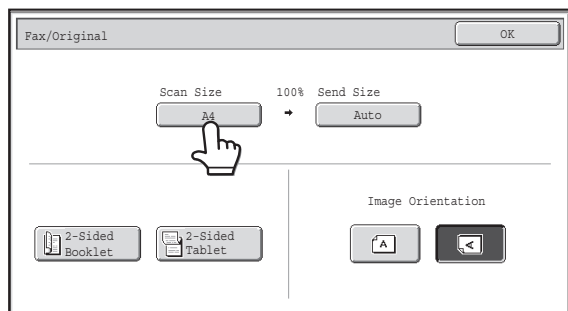 Fax/Original
OK
Scan Size 100% Send Size
A4 Auto
Image Orientation
2-Sided Booklet
2-Sided Tablet
A
A